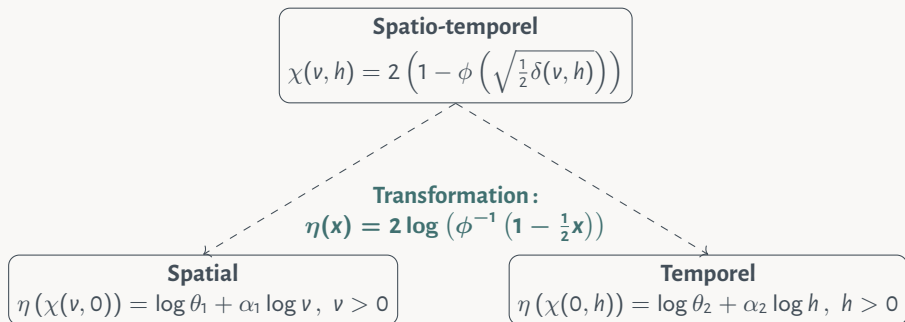 Spatio-temporel
χ(v, h) = 2 (1 − ϕ (√(½δ(v, h))))
Transformation :
η(x) = 2 log (ϕ⁻¹ (1 − ½x))
Spatial
η (χ(v, 0)) = log θ₁ + α₁ log v , v > 0
Temporel
η (χ(0, h)) = log θ₂ + α₂ log h , h > 0